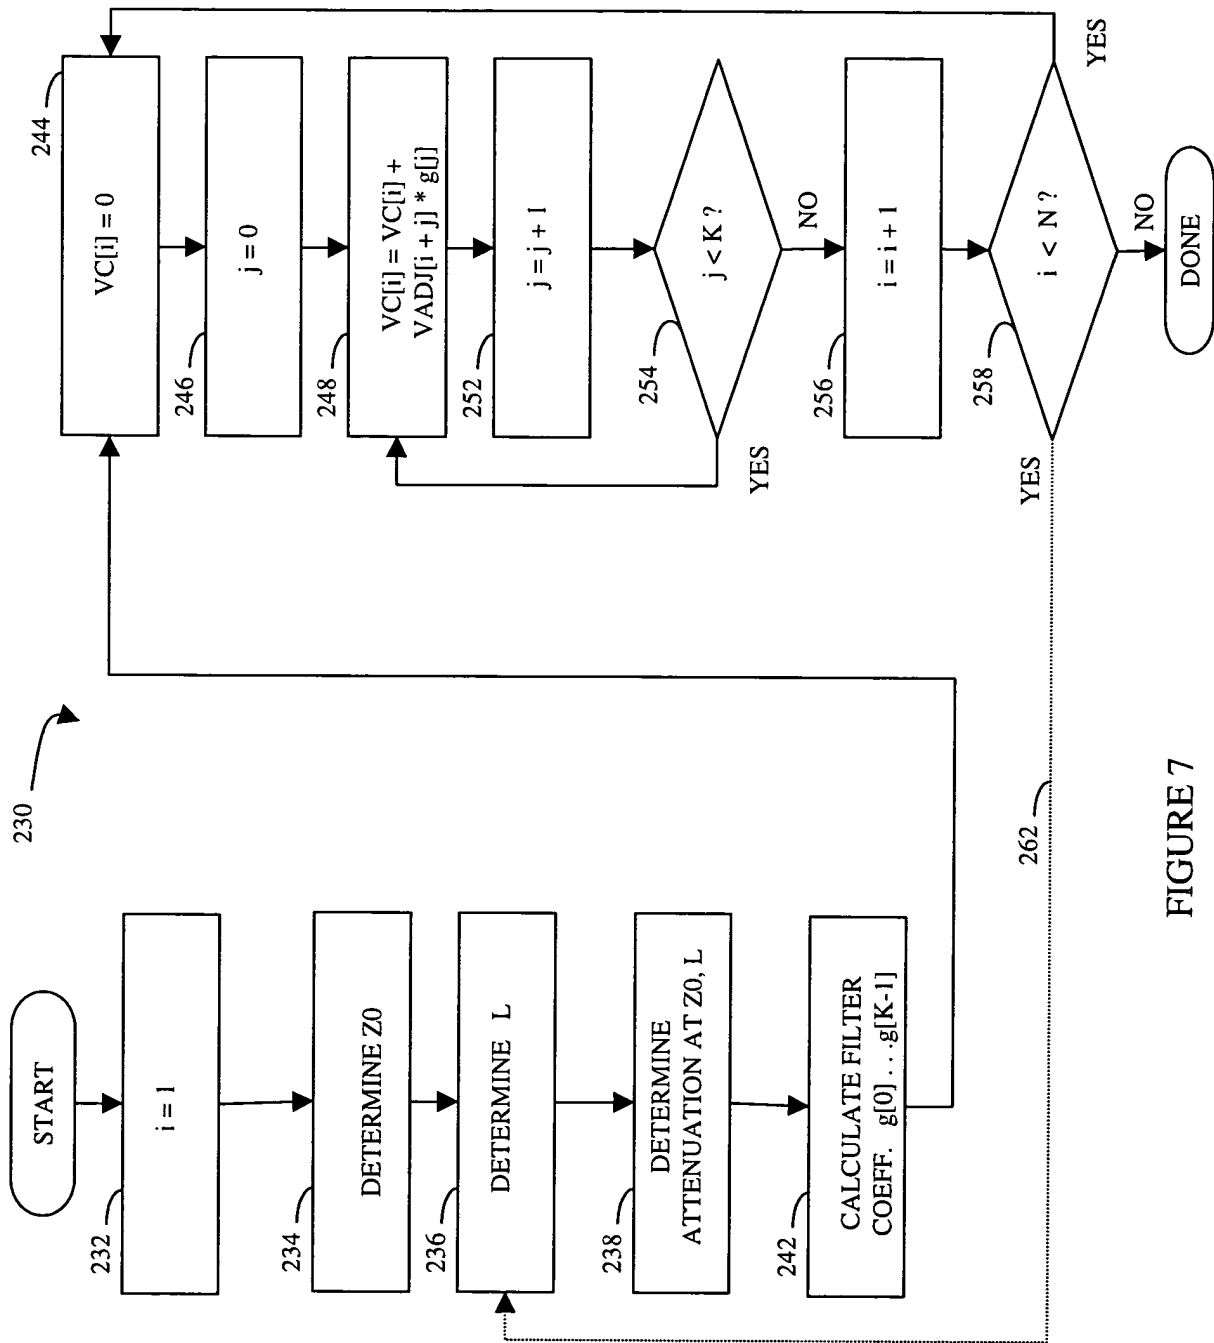 230
START
232
i = 1
234
DETERMINE Z0
236
DETERMINE L
238
DETERMINE
ATTENUATION AT Z0, L
242
CALCULATE FILTER
COEFF. g[0] . . . g[K-1]
244
VC[i] = 0
246
j = 0
248
VC[i] = VC[i] +
VADJ[i + j] * g[j]
252
j = j + 1
254
j < K ?
YES
NO
256
i = i + 1
258
i < N ?
YES
YES
NO
DONE
262
FIGURE 7